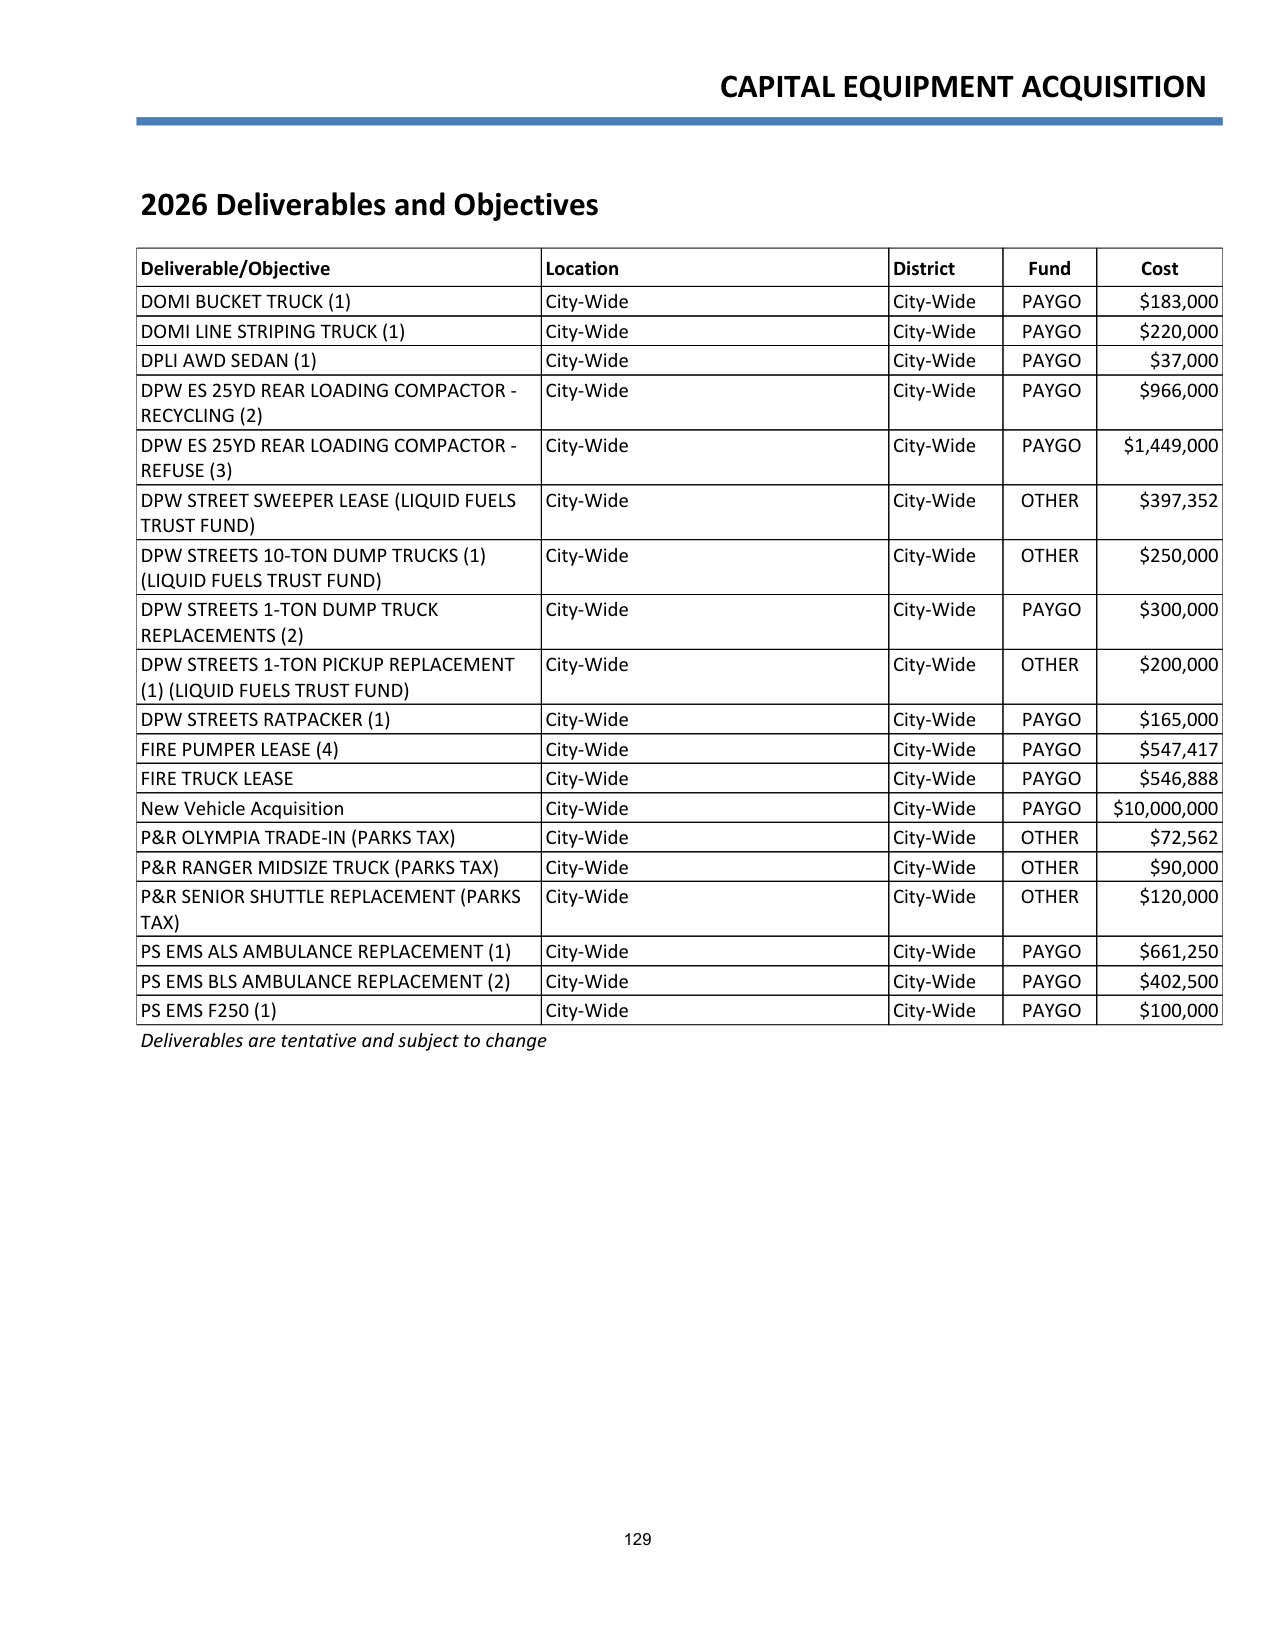 CAPITAL EQUIPMENT ACQUISITION
2026 Deliverables and Objectives
Deliverable/Objective Location District Fund Cost
DOMI BUCKET TRUCK (1) City-Wide City-Wide PAYGO $183,000
DOMI LINE STRIPING TRUCK (1) City-Wide City-Wide PAYGO $220,000
DPLI AWD SEDAN (1) City-Wide City-Wide PAYGO $37,000
DPW ES 25YD REAR LOADING COMPACTOR - City-Wide City-Wide PAYGO $966,000
RECYCLING (2)
DPW ES 25YD REAR LOADING COMPACTOR - City-Wide City-Wide PAYGO $1,449,000
REFUSE (3)
DPW STREET SWEEPER LEASE (LIQUID FUELS City-Wide City-Wide OTHER $397,352
TRUST FUND)
DPW STREETS 10-TON DUMP TRUCKS (1) City-Wide City-Wide OTHER $250,000
(LIQUID FUELS TRUST FUND)
DPW STREETS 1-TON DUMP TRUCK City-Wide City-Wide PAYGO $300,000
REPLACEMENTS (2)
DPW STREETS 1-TON PICKUP REPLACEMENT City-Wide City-Wide OTHER $200,000
(1) (LIQUID FUELS TRUST FUND)
DPW STREETS RATPACKER (1) City-Wide City-Wide PAYGO $165,000
FIRE PUMPER LEASE (4) City-Wide City-Wide PAYGO $547,417
FIRE TRUCK LEASE City-Wide City-Wide PAYGO $546,888
New Vehicle Acquisition City-Wide City-Wide PAYGO $10,000,000
P&R OLYMPIA TRADE-IN (PARKS TAX) City-Wide City-Wide OTHER $72,562
P&R RANGER MIDSIZE TRUCK (PARKS TAX) City-Wide City-Wide OTHER $90,000
P&R SENIOR SHUTTLE REPLACEMENT (PARKS City-Wide City-Wide OTHER $120,000
TAX)
PS EMS ALS AMBULANCE REPLACEMENT (1) City-Wide City-Wide PAYGO $661,250
PS EMS BLS AMBULANCE REPLACEMENT (2) City-Wide City-Wide PAYGO $402,500
PS EMS F250 (1) City-Wide City-Wide PAYGO $100,000
Deliverables are tentative and subject to change
129